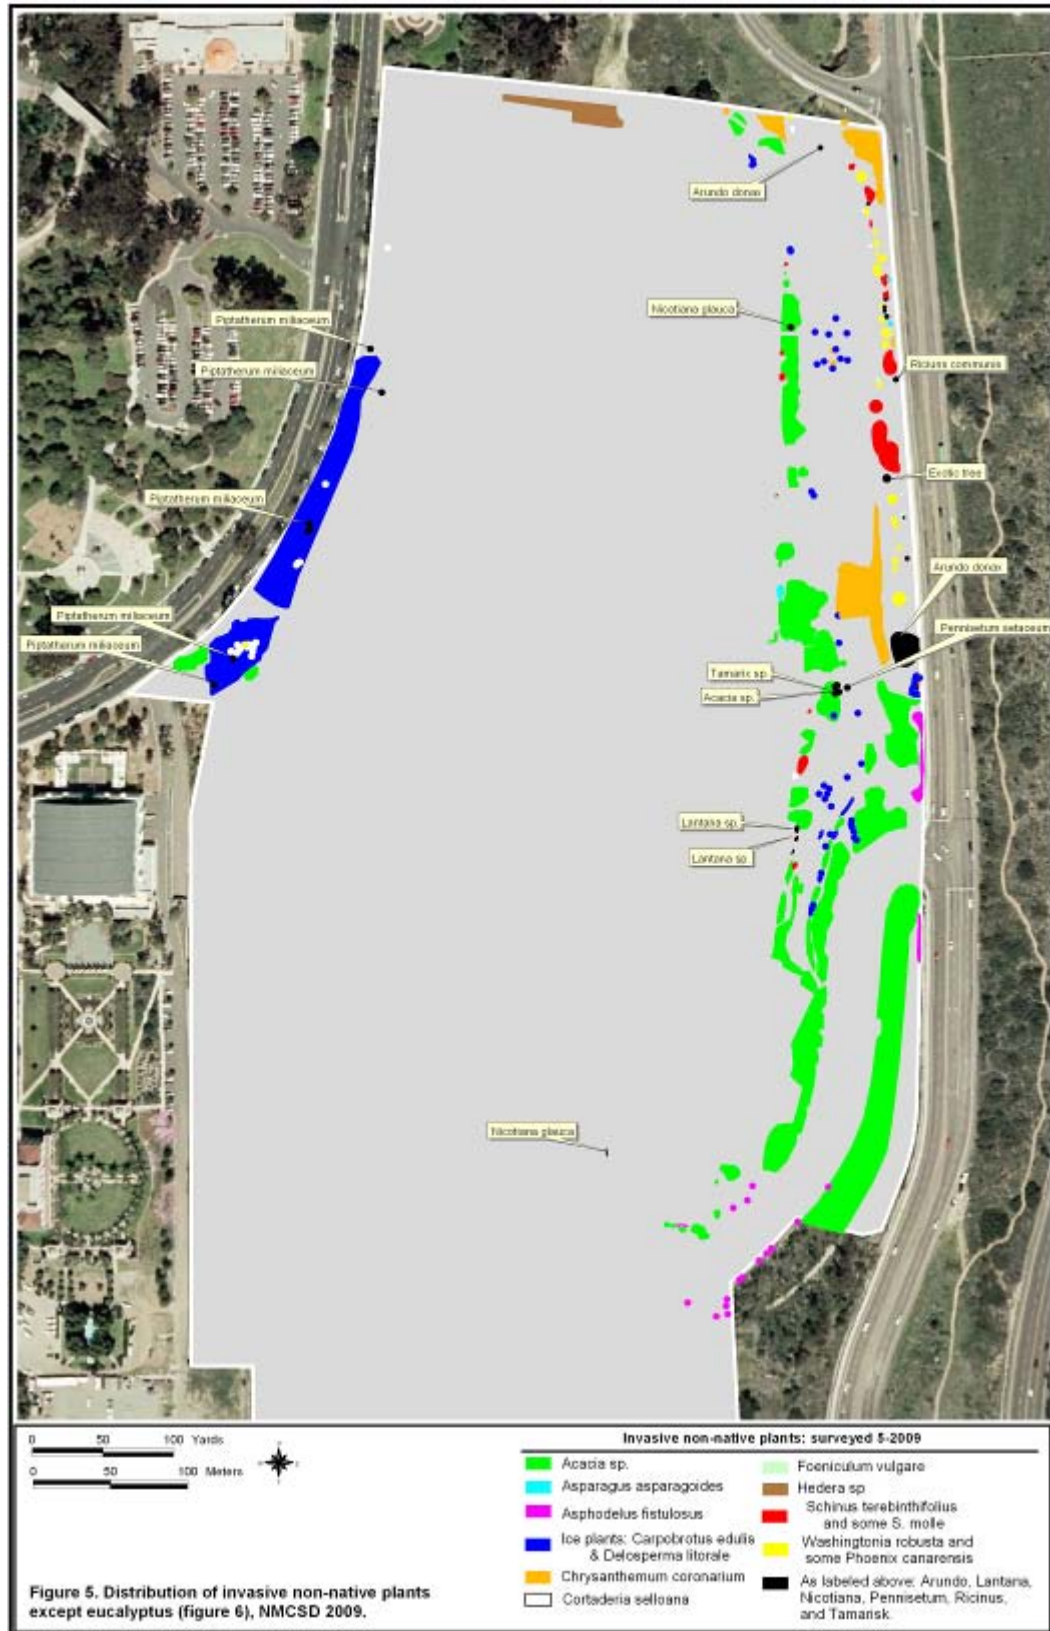 Arundo donax
Nicotiana glauca
Piptatherum miliaceum
Piptatherum miliaceum
Ricinus communis
Exotic tree
Piptatherum miliaceum
Arundo donax
Piptatherum miliaceum
Pennisetum setaceum
Piptatherum miliaceum
Tamarix sp.
Acacia sp.
Lantana sp.
Lantana sp.
Nicotiana glauca
0 50 100 Yards
0 50 100 Meters
Invasive non-native plants: surveyed 5-2009
Acacia sp.
Asparagus asparagoides
Asphodelus fistulosus
Ice plants: Carpobrotus edulis
& Delosperma litorale
Chrysanthemum coronarium
Cortaderia selloana
Foeniculum vulgare
Hedera sp
Schinus terebinthifolius
and some S. molle
Washingtonia robusta and
some Phoenix canarensis
As labeled above: Arundo, Lantana,
Nicotiana, Pennisetum, Ricinus,
and Tamarisk.
Figure 5. Distribution of invasive non-native plants
except eucalyptus (figure 6), NMCSD 2009.